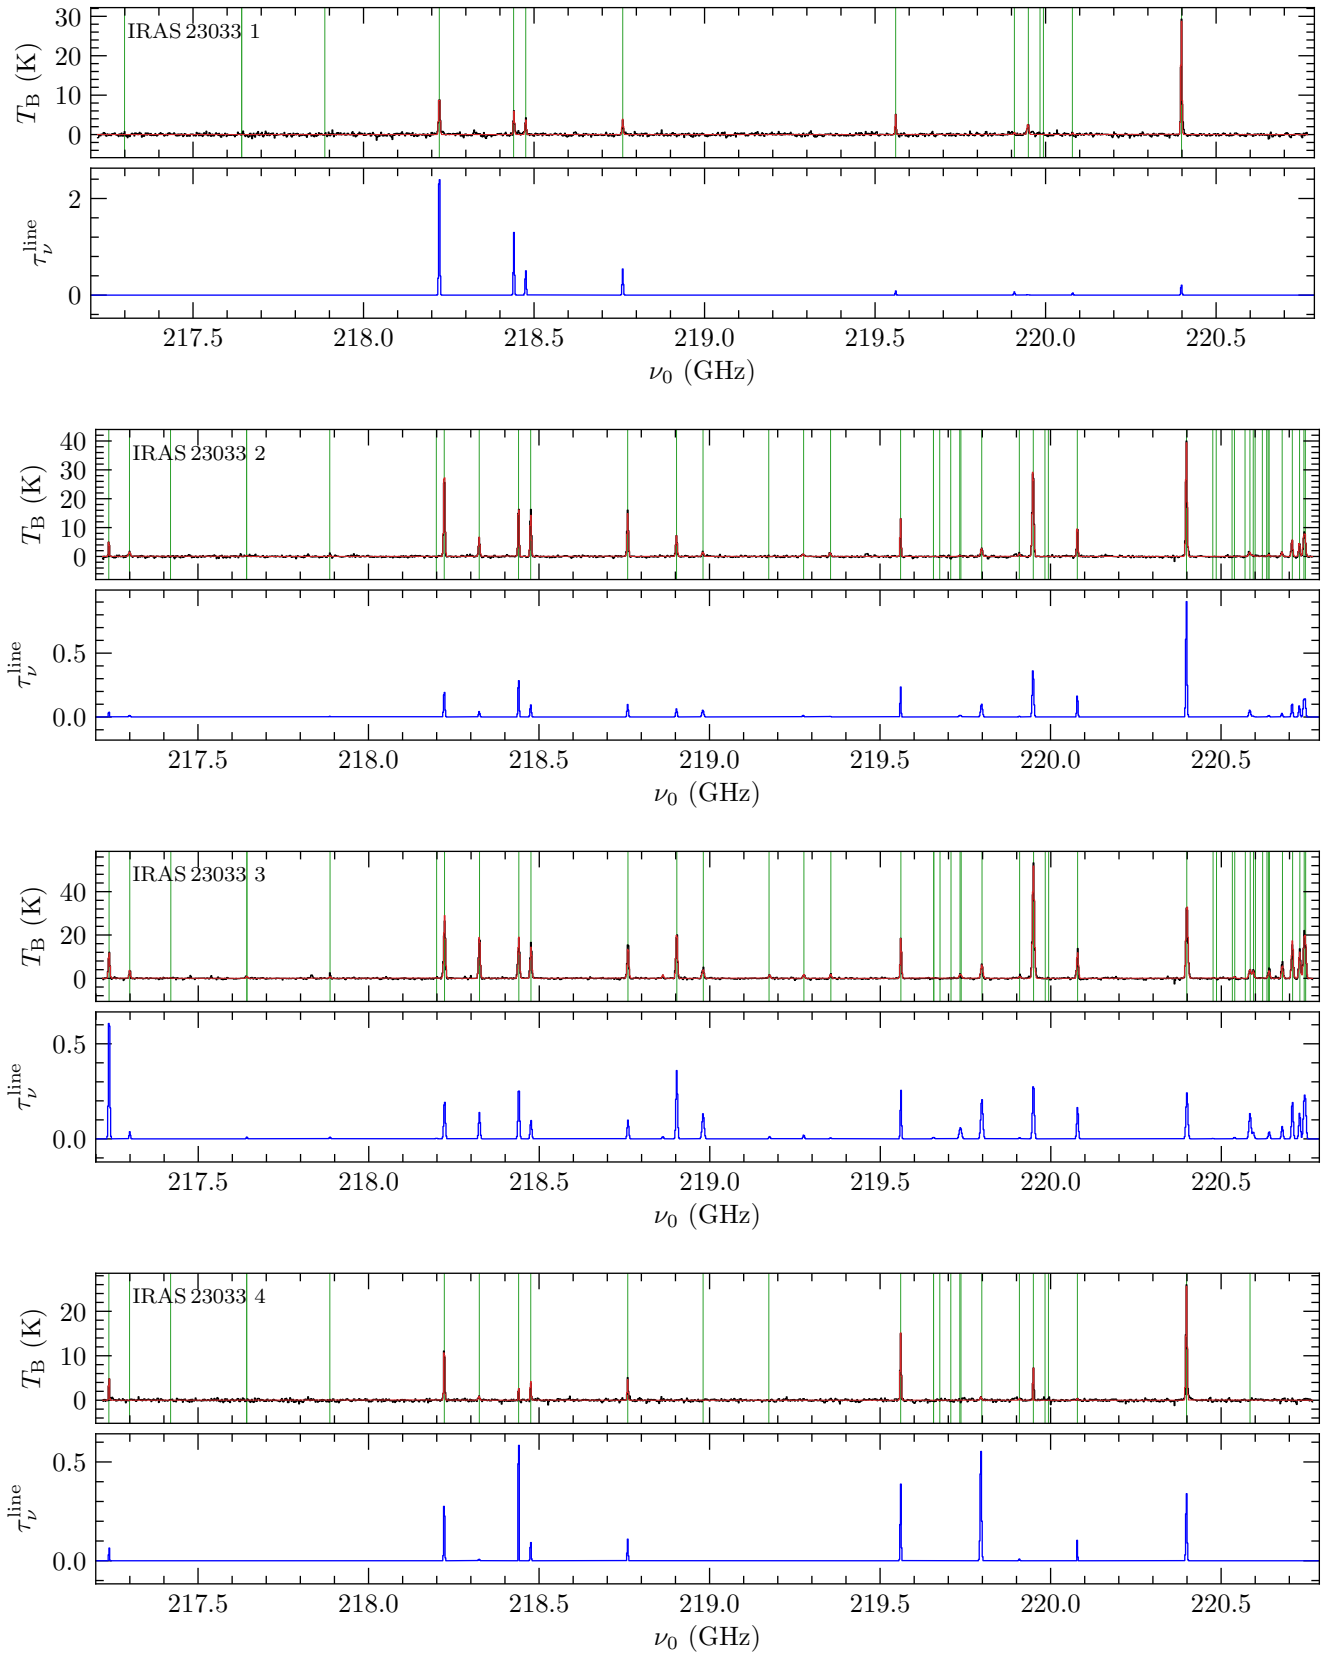 IRAS 23033 1
T_B (K)
30
20
10
0
τ_ν^line
2
0
217.5 218.0 218.5 219.0 219.5 220.0 220.5
ν_0 (GHz)
IRAS 23033 2
T_B (K)
40
30
20
10
0
τ_ν^line
0.5
0.0
217.5 218.0 218.5 219.0 219.5 220.0 220.5
ν_0 (GHz)
IRAS 23033 3
T_B (K)
40
20
0
τ_ν^line
0.5
0.0
217.5 218.0 218.5 219.0 219.5 220.0 220.5
ν_0 (GHz)
IRAS 23033 4
T_B (K)
20
10
0
τ_ν^line
0.5
0.0
217.5 218.0 218.5 219.0 219.5 220.0 220.5
ν_0 (GHz)